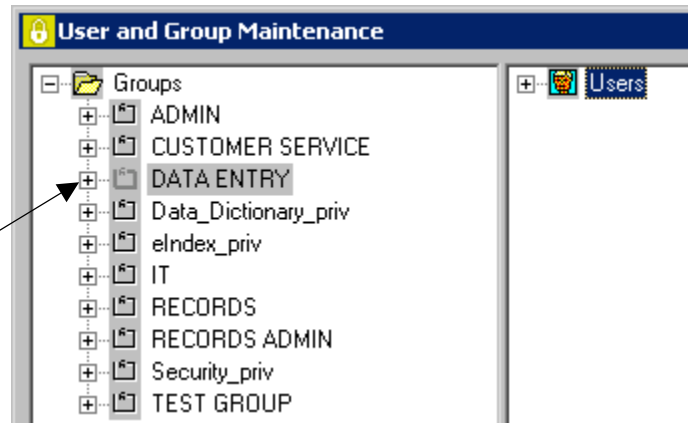 User and Group Maintenance
Groups
ADMIN
CUSTOMER SERVICE
DATA ENTRY
Data_Dictionary_priv
eIndex_priv
IT
RECORDS
RECORDS ADMIN
Security_priv
TEST GROUP
Users